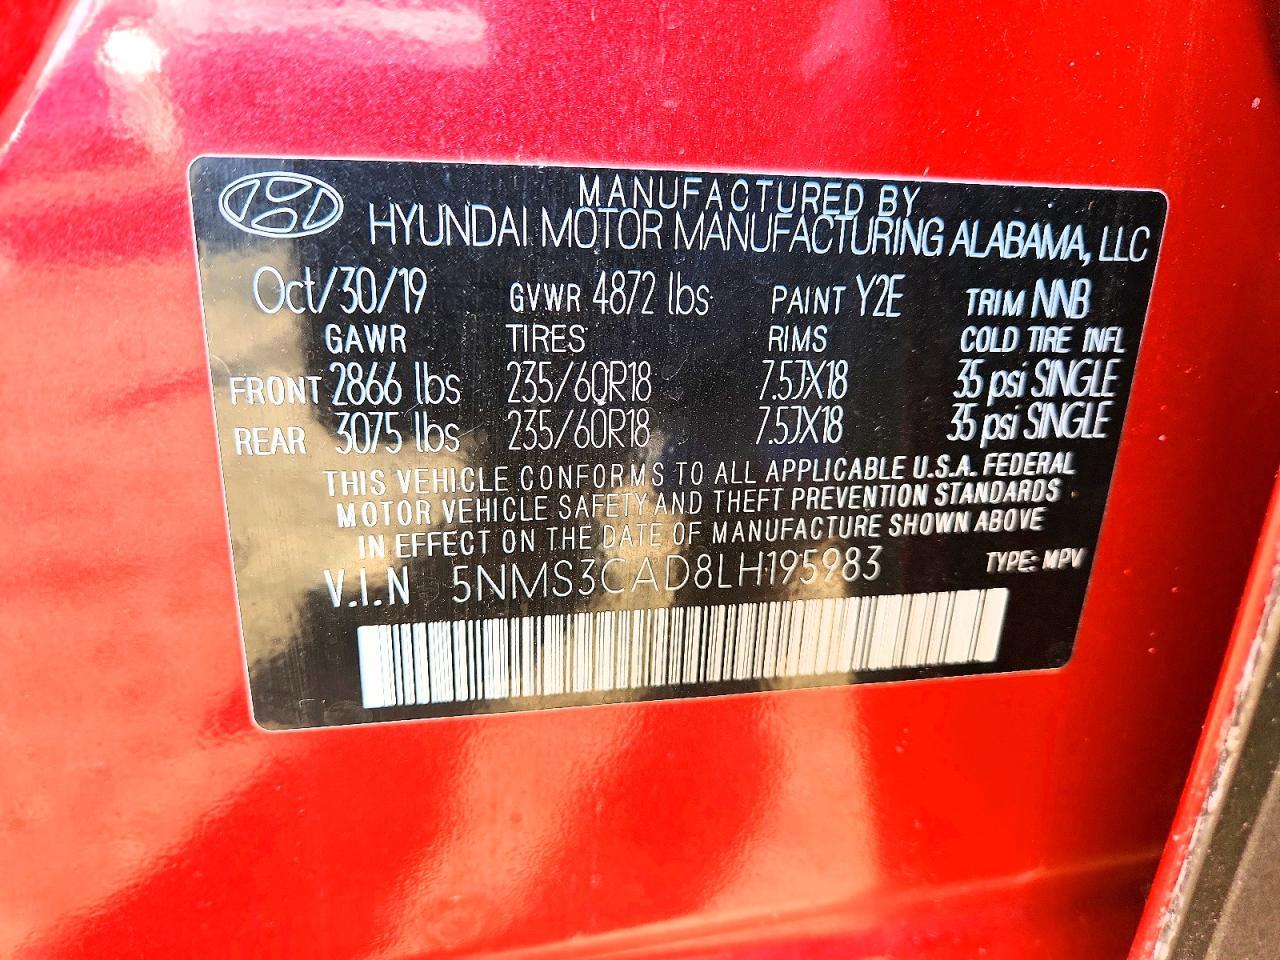 MANUFACTURED BY
HYUNDAI MOTOR MANUFACTURING ALABAMA, LLC
Oct/30/19 GVWR 4872 lbs PAINT Y2E TRIM NNB
GAWR TIRES RIMS COLD TIRE INFL
FRONT 2866 lbs 235/60R18 7.5JX18 35 psi SINGLE
REAR 3075 lbs 235/60R18 7.5JX18 35 psi SINGLE
THIS VEHICLE CONFORMS TO ALL APPLICABLE U.S.A. FEDERAL
MOTOR VEHICLE SAFETY AND THEFT PREVENTION STANDARDS
IN EFFECT ON THE DATE OF MANUFACTURE SHOWN ABOVE
V.I.N 5NMS3CAD8LH195983 TYPE: MPV